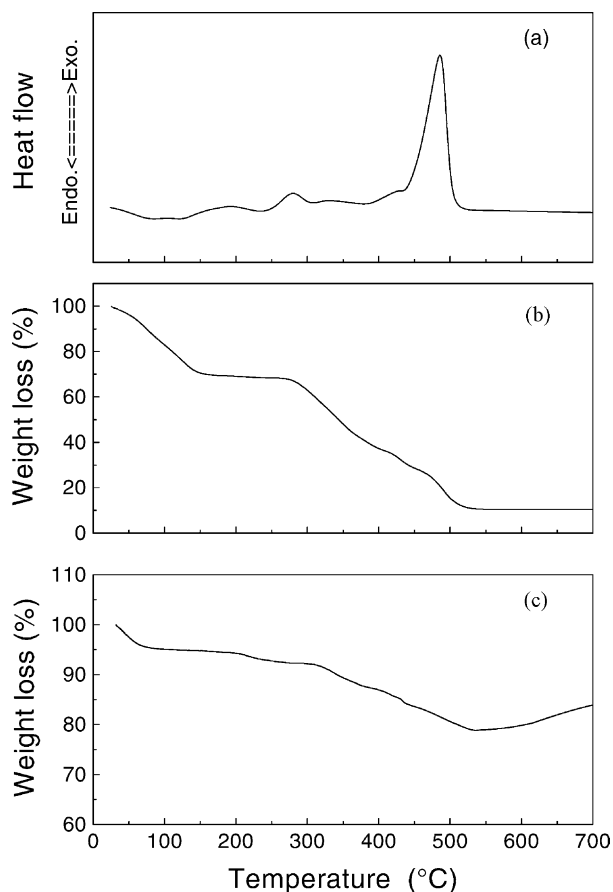 (a)
Heat flow
Endo.<=====>Exo.
(b)
Weight loss (%)
100
80
60
40
20
0
(c)
Weight loss (%)
110
100
90
80
70
60
0 100 200 300 400 500 600 700
Temperature (°C)